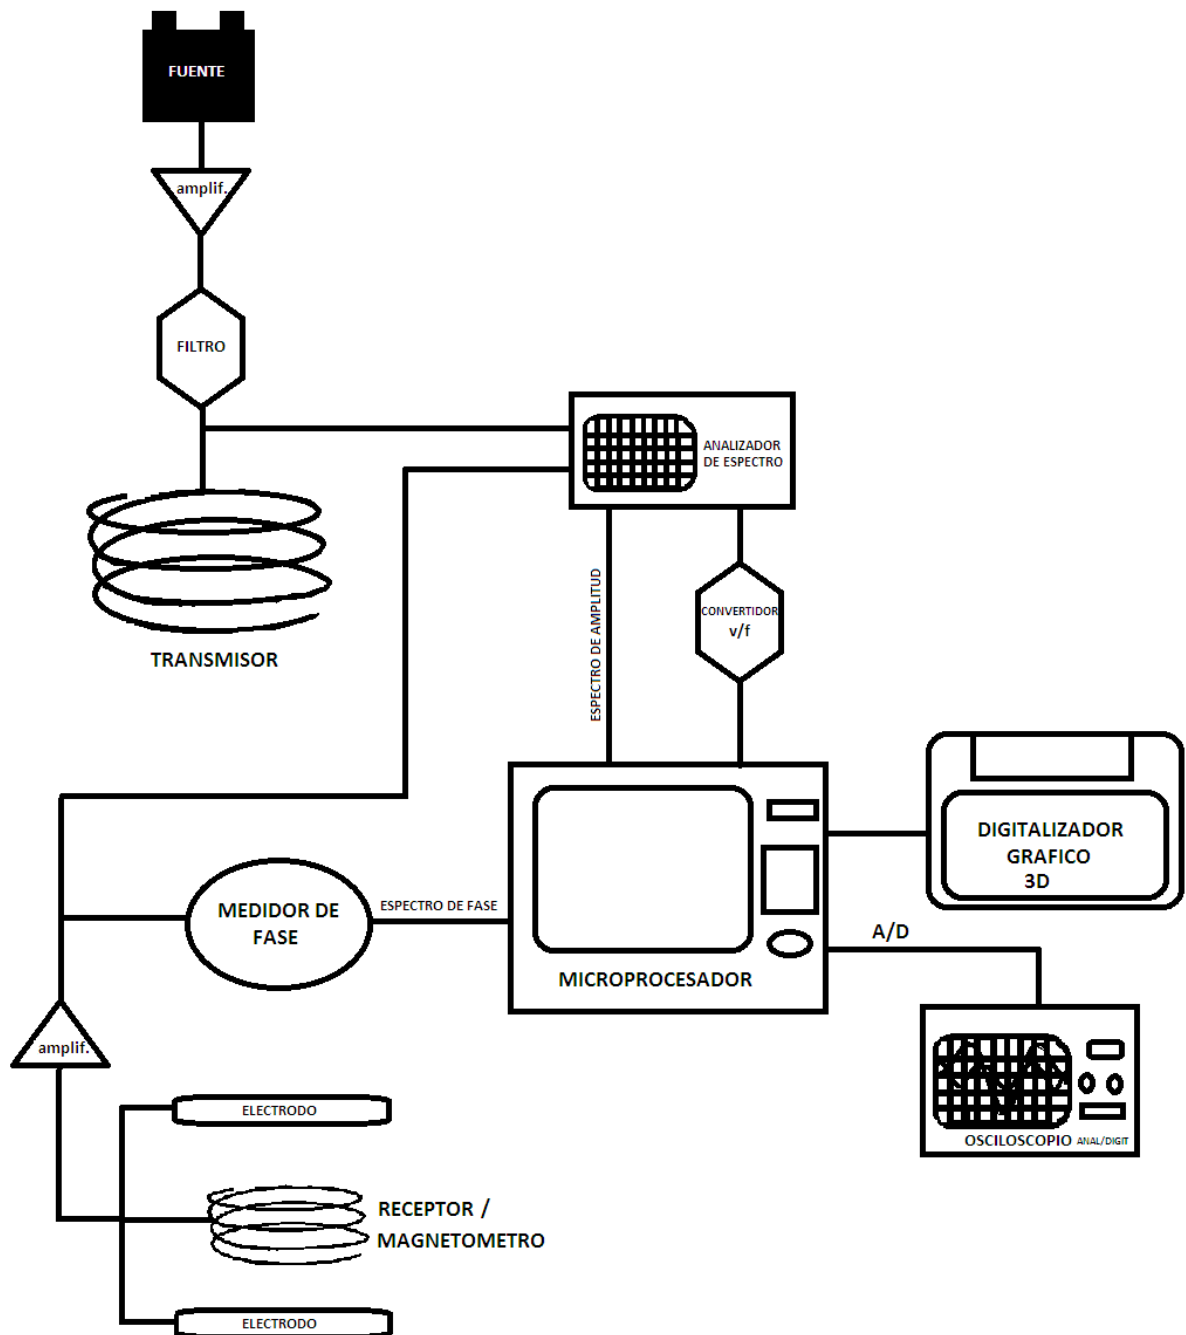 FUENTE
amplif.
FILTRO
TRANSMISOR
ANALIZADOR
DE ESPECTRO
ESPECTRO DE AMPLITUD
CONVERTIDOR
v/f
DIGITALIZADOR
GRAFICO
3D
MEDIDOR DE
FASE
ESPECTRO DE FASE
MICROPROCESADOR
A/D
OSCILOSCOPIO ANAL/DIGIT
amplif.
ELECTRODO
RECEPTOR /
MAGNETOMETRO
ELECTRODO